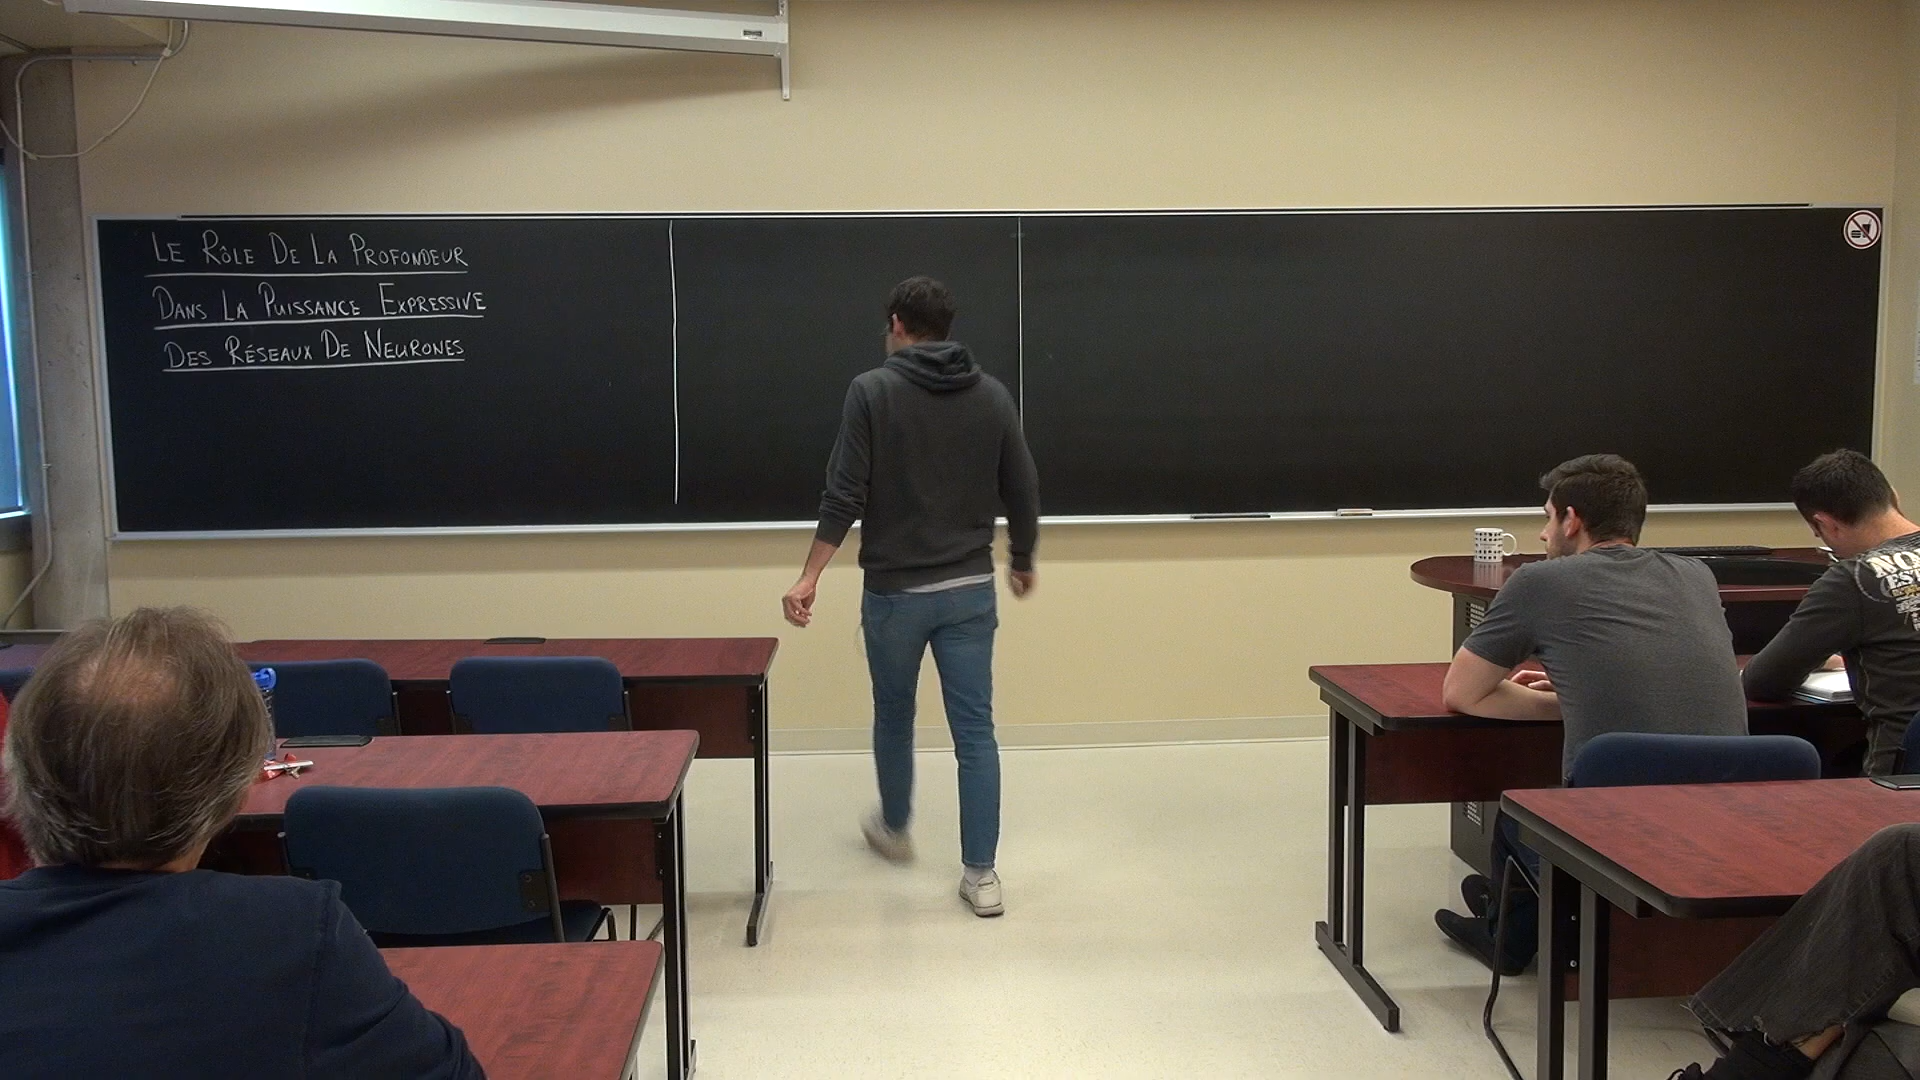 LE RÔLE DE LA PROFONDEUR
DANS LA PUISSANCE EXPRESSIVE
DES RÉSEAUX DE NEURONES